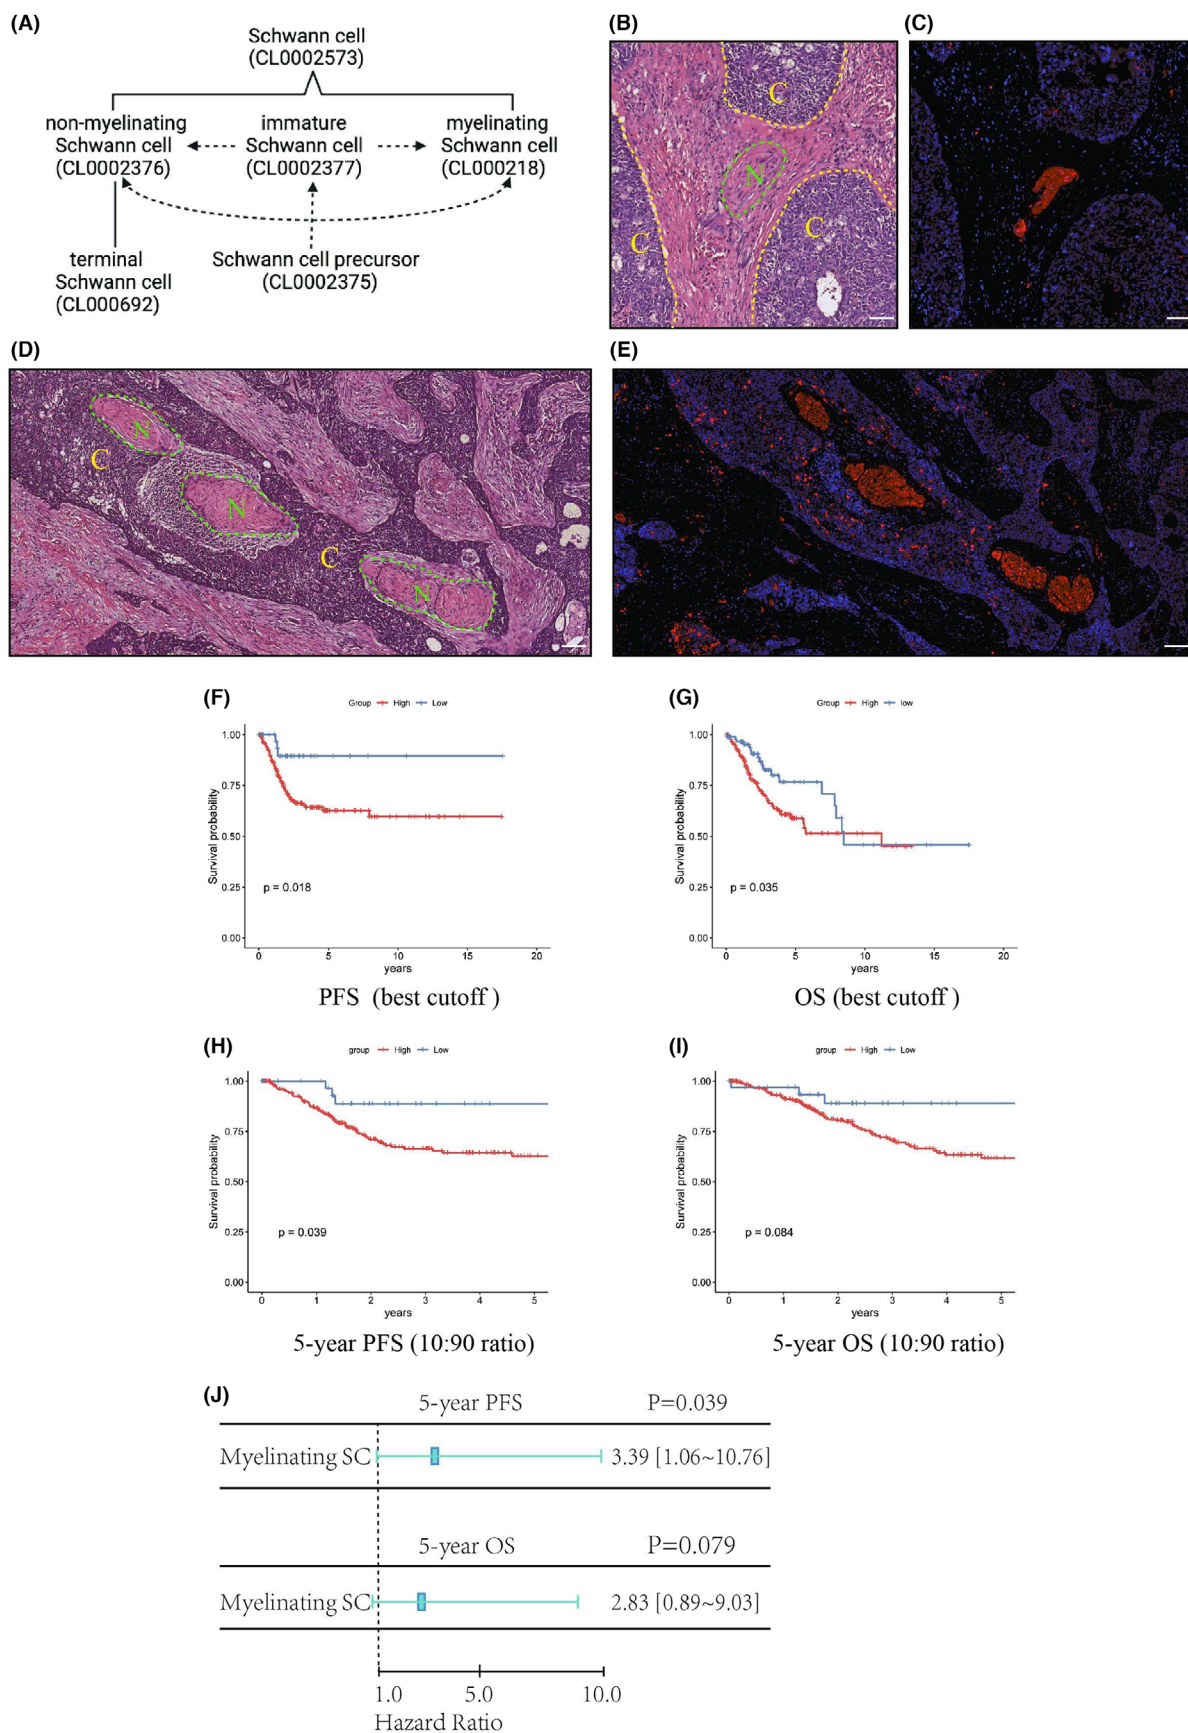 (A)
Schwann cell
(CL0002573)
non-myelinating
Schwann cell
(CL0002376)
immature
Schwann cell
(CL0002377)
myelinating
Schwann cell
(CL000218)
terminal
Schwann cell
(CL000692)
Schwann cell precursor
(CL0002375)
(B)
C
N
C
C
(C)
(D)
N
C
N
C
N
(E)
(F)
Group High Low
Survival probability
1.00
0.75
0.50
0.25
0.00
p = 0.018
0 5 10 15 20
years
PFS (best cutoff )
(G)
Group High low
Survival probability
1.00
0.75
0.50
0.25
0.00
p = 0.035
0 5 10 15 20
years
OS (best cutoff )
(H)
group High Low
Survival probability
1.00
0.75
0.50
0.25
0.00
p = 0.039
0 1 2 3 4 5
years
5-year PFS (10:90 ratio)
(I)
group High Low
Survival probability
1.00
0.75
0.50
0.25
0.00
p = 0.084
0 1 2 3 4 5
years
5-year OS (10:90 ratio)
(J)
5-year PFS P=0.039
Myelinating SC 3.39 [1.06~10.76]
5-year OS P=0.079
Myelinating SC 2.83 [0.89~9.03]
1.0 5.0 10.0
Hazard Ratio